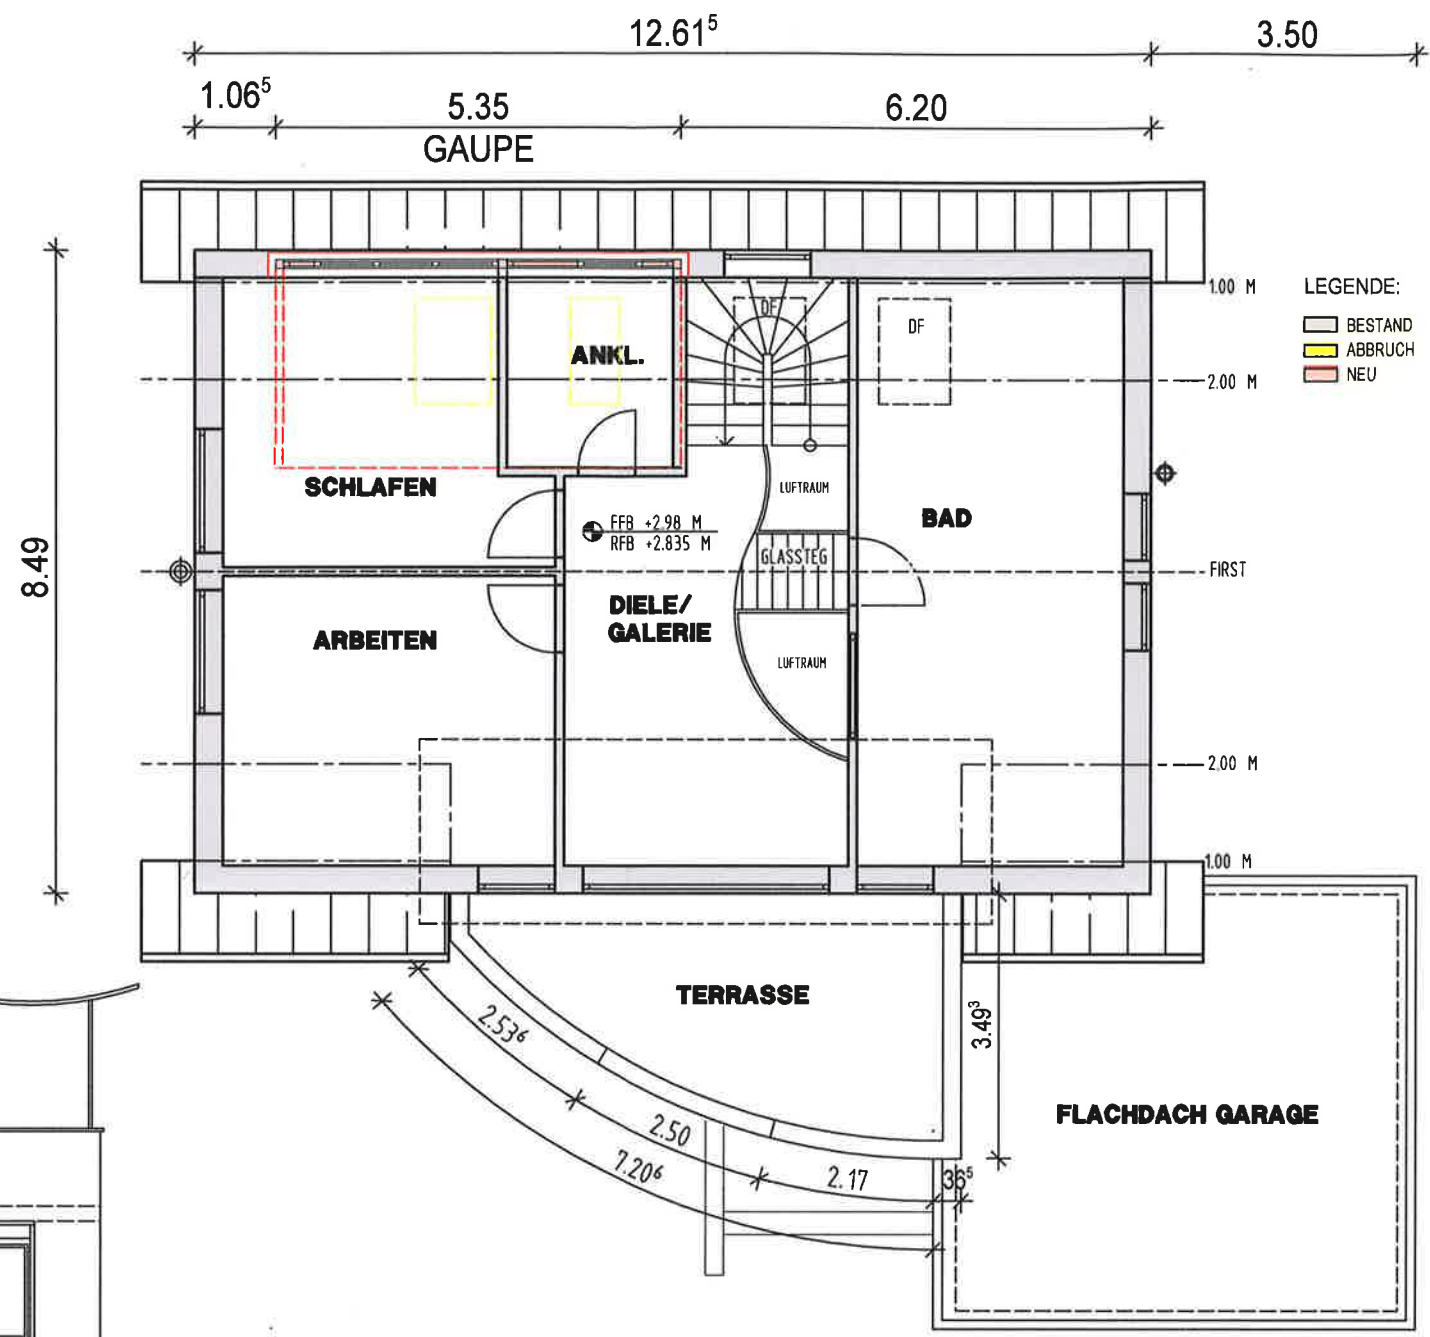 12.61⁵
3.50
1.06⁵
5.35
6.20
GAUPE
1.00 M
LEGENDE:
BESTAND
ABBRUCH
NEU
DF
DF
ANKL.
2.00 M
8.49
SCHLAFEN
LUFTRAUM
BAD
FFB +2.98 M
RFB +2.835 M
GLASSTEG
FIRST
DIELE/
GALERIE
ARBEITEN
LUFTRAUM
2.00 M
1.00 M
TERRASSE
3.49³
2.53⁶
2.50
7.20⁶
2.17
36⁵
FLACHDACH GARAGE